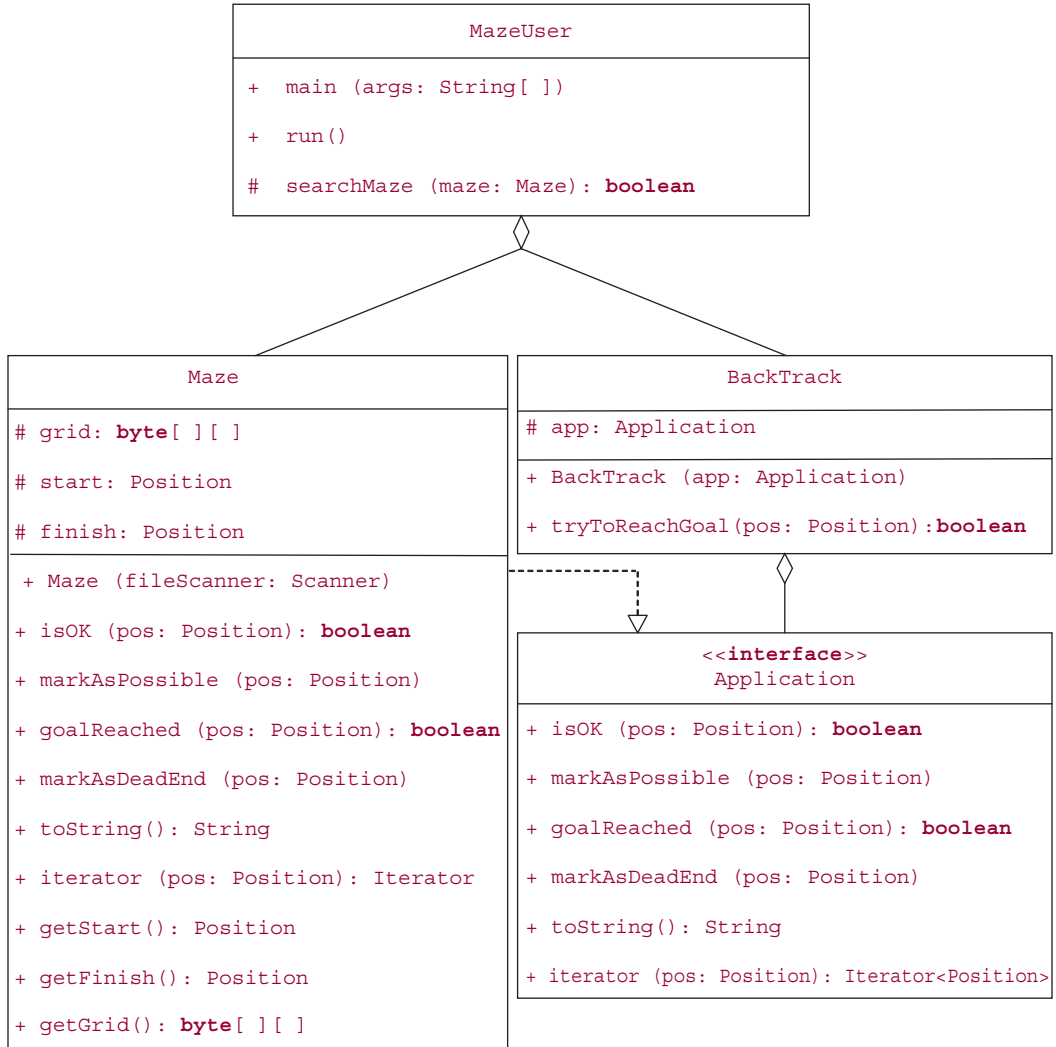 MazeUser
+ main (args: String[ ])
+ run()
# searchMaze (maze: Maze): boolean
Maze
# grid: byte[ ][ ]
# start: Position
# finish: Position
+ Maze (fileScanner: Scanner)
+ isOK (pos: Position): boolean
+ markAsPossible (pos: Position)
+ goalReached (pos: Position): boolean
+ markAsDeadEnd (pos: Position)
+ toString(): String
+ iterator (pos: Position): Iterator
+ getStart(): Position
+ getFinish(): Position
+ getGrid(): byte[ ][ ]
BackTrack
# app: Application
+ BackTrack (app: Application)
+ tryToReachGoal(pos: Position):boolean
<<interface>>
Application
+ isOK (pos: Position): boolean
+ markAsPossible (pos: Position)
+ goalReached (pos: Position): boolean
+ markAsDeadEnd (pos: Position)
+ toString(): String
+ iterator (pos: Position): Iterator<Position>